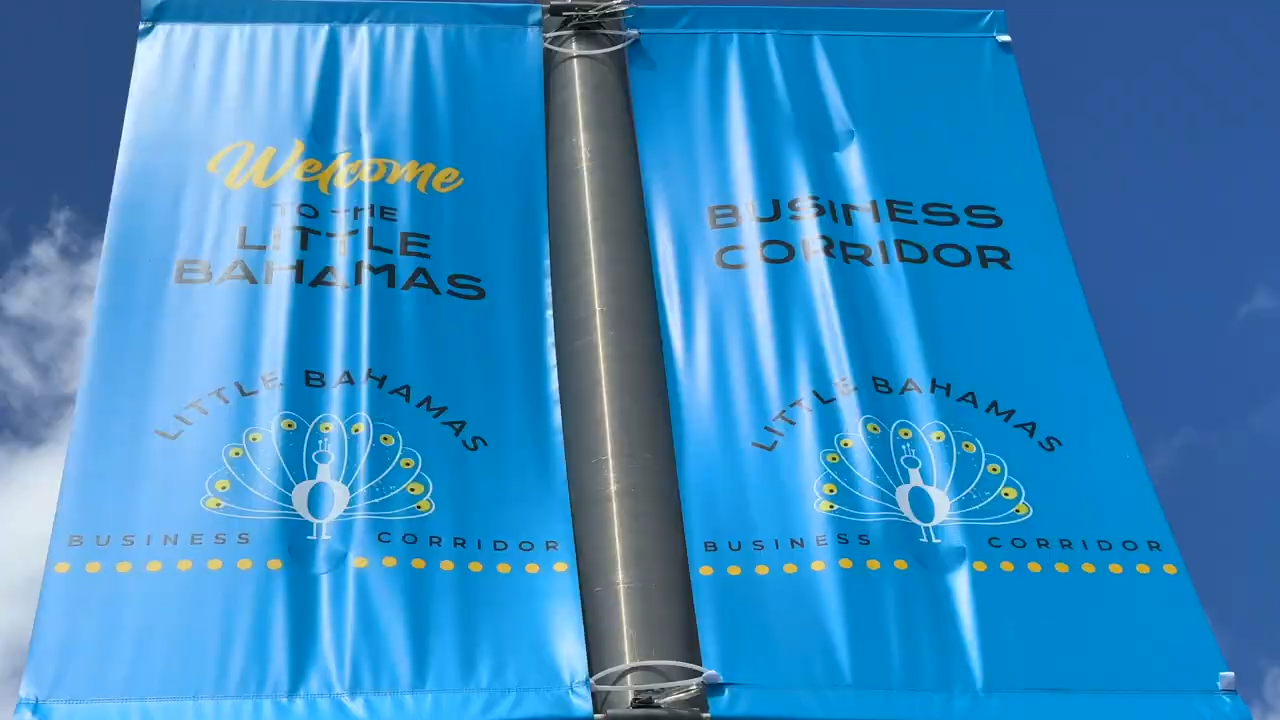 Welcome
TO THE
LITTLE
BAHAMAS
LITTLE BAHAMAS
BUSINESS CORRIDOR
BUSINESS
CORRIDOR
LITTLE BAHAMAS
BUSINESS CORRIDOR